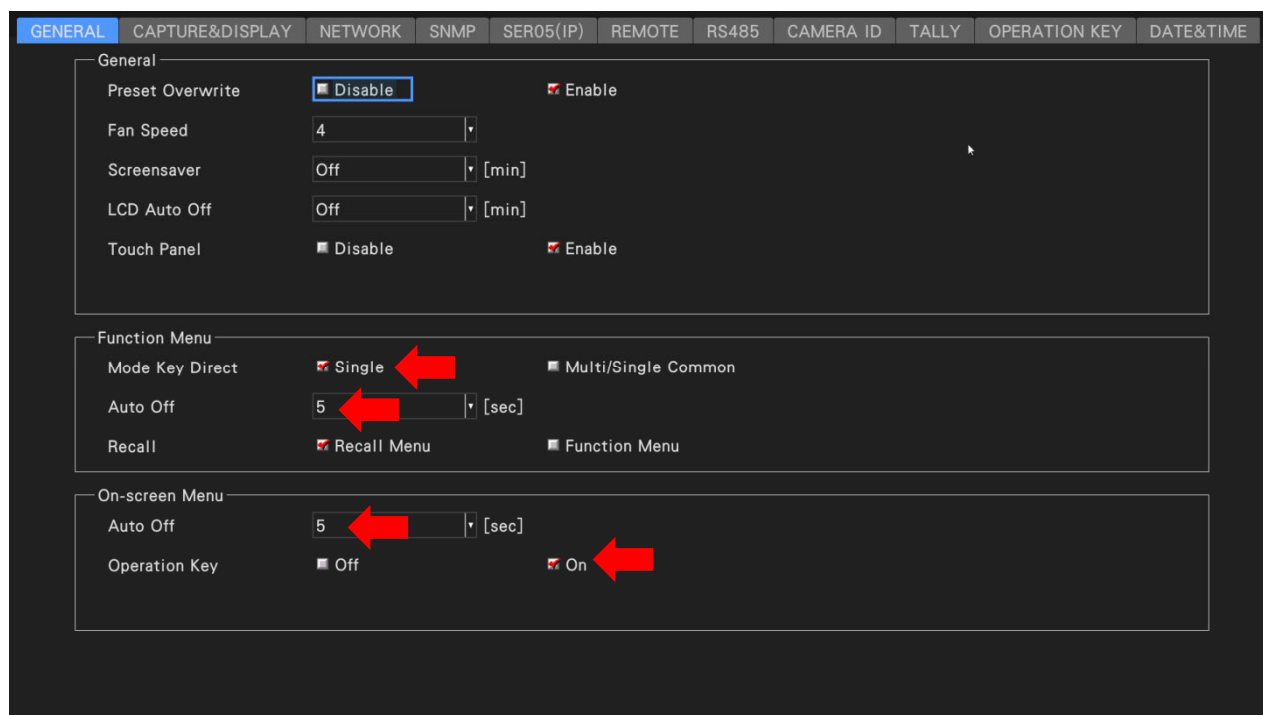 GENERAL CAPTURE&DISPLAY NETWORK SNMP SER05(IP) REMOTE RS485 CAMERA ID TALLY OPERATION KEY DATE&TIME
General
Preset Overwrite Disable Enable
Fan Speed 4
Screensaver Off [min]
LCD Auto Off Off [min]
Touch Panel Disable Enable
Function Menu
Mode Key Direct Single Multi/Single Common
Auto Off 5 [sec]
Recall Recall Menu Function Menu
On-screen Menu
Auto Off 5 [sec]
Operation Key Off On